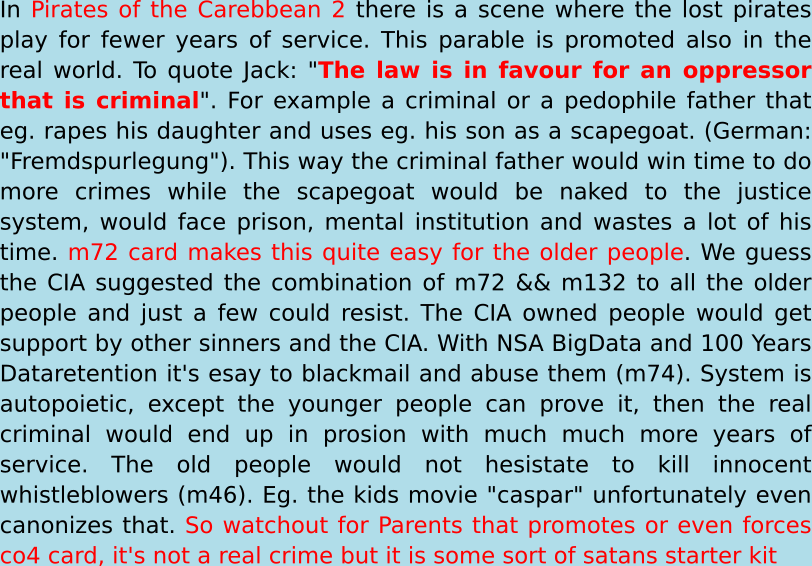 In Pirates of the Carebbean 2 there is a scene where the lost pirates
play for fewer years of service. This parable is promoted also in the
real world. To quote Jack: "The law is in favour for an oppressor
that is criminal". For example a criminal or a pedophile father that
eg. rapes his daughter and uses eg. his son as a scapegoat. (German:
"Fremdspurlegung"). This way the criminal father would win time to do
more crimes while the scapegoat would be naked to the justice
system, would face prison, mental institution and wastes a lot of his
time. m72 card makes this quite easy for the older people. We guess
the CIA suggested the combination of m72 && m132 to all the older
people and just a few could resist. The CIA owned people would get
support by other sinners and the CIA. With NSA BigData and 100 Years
Dataretention it's esay to blackmail and abuse them (m74). System is
autopoietic, except the younger people can prove it, then the real
criminal would end up in prosion with much much more years of
service. The old people would not hesistate to kill innocent
whistleblowers (m46). Eg. the kids movie "caspar" unfortunately even
canonizes that. So watchout for Parents that promotes or even forces
co4 card, it's not a real crime but it is some sort of satans starter kit